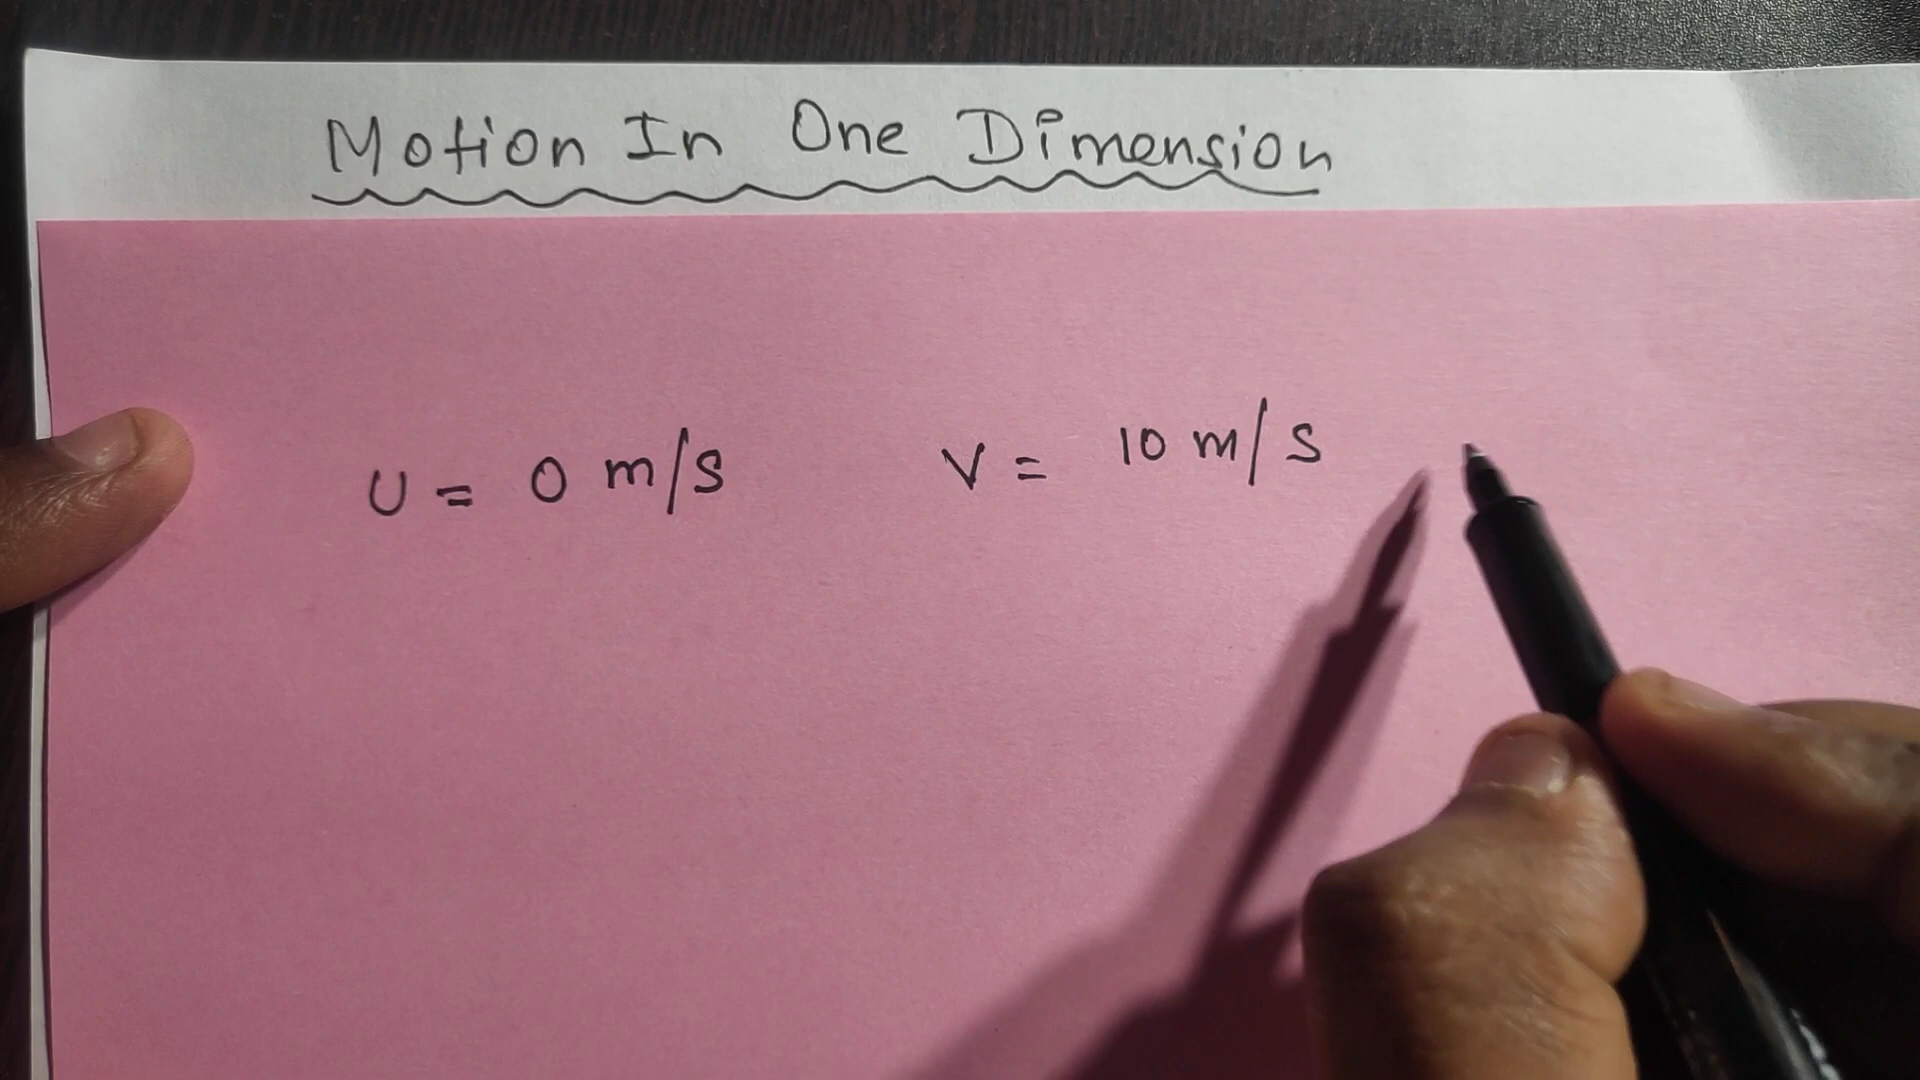 Motion In One Dimension
U = 0 m/s V = 10 m/s